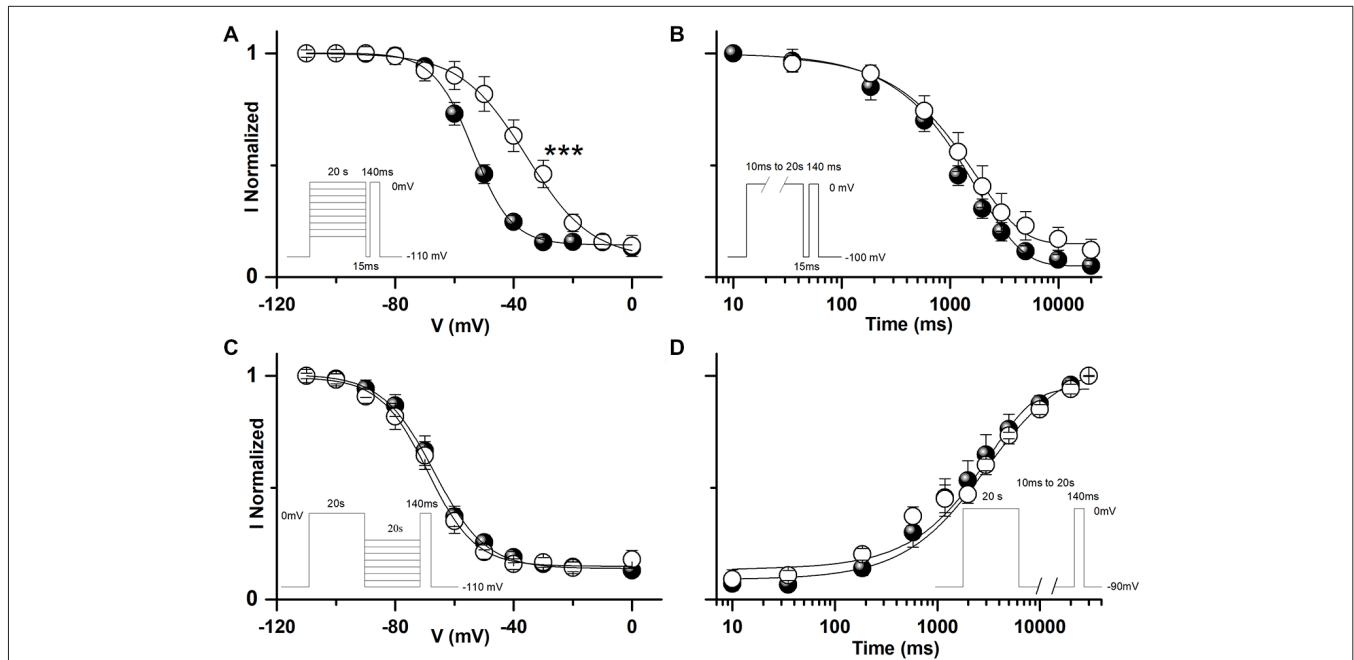 A
1
I Normalized
***
20 s 140ms
0mV
-110 mV
15ms
0
-120 -80 -40 0
V (mV)
B
10ms to 20s 140 ms
0 mV
-100 mV
15ms
10 100 1000 10000
Time (ms)
C
1
I Normalized
20s 140ms
0mV
20s
-110 mV
0
-120 -80 -40 0
V (mV)
D
10ms to 20s
20 s 140ms
0mV
-90mV
10 100 1000 10000
Time (ms)